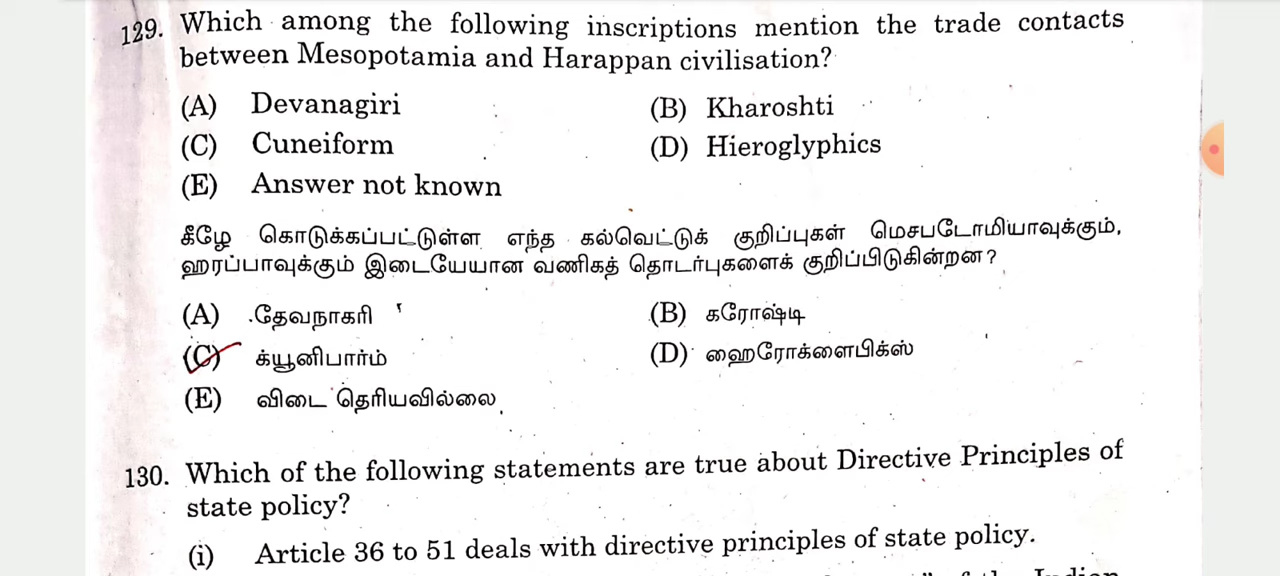 129. Which among the following inscriptions mention the trade contacts
between Mesopotamia and Harappan civilisation?
(A) Devanagiri (B) Kharoshti
(C) Cuneiform (D) Hieroglyphics
(E) Answer not known
கீழே கொடுக்கப்பட்டுள்ள எந்த கல்வெட்டுக் குறிப்புகள் மெசபடோமியாவுக்கும்,
ஹரப்பாவுக்கும் இடையேயான வணிகத் தொடர்புகளைக் குறிப்பிடுகின்றன?
(A) தேவநாகரி (B) கரோஷ்டி
(C) க்யூனிபார்ம் (D) ஹைரோக்ளைபிக்ஸ்
(E) விடை தெரியவில்லை
130. Which of the following statements are true about Directive Principles of
state policy?
(i) Article 36 to 51 deals with directive principles of state policy.